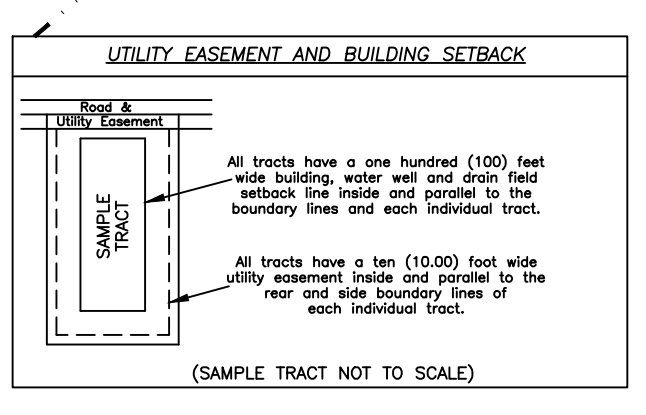 UTILITY EASEMENT AND BUILDING SETBACK
Road &
Utility Easement
SAMPLE
TRACT
All tracts have a one hundred (100) feet
wide building, water well and drain field
setback line inside and parallel to the
boundary lines and each individual tract.
All tracts have a ten (10.00) foot wide
utility easement inside and parallel to the
rear and side boundary lines of
each individual tract.
(SAMPLE TRACT NOT TO SCALE)